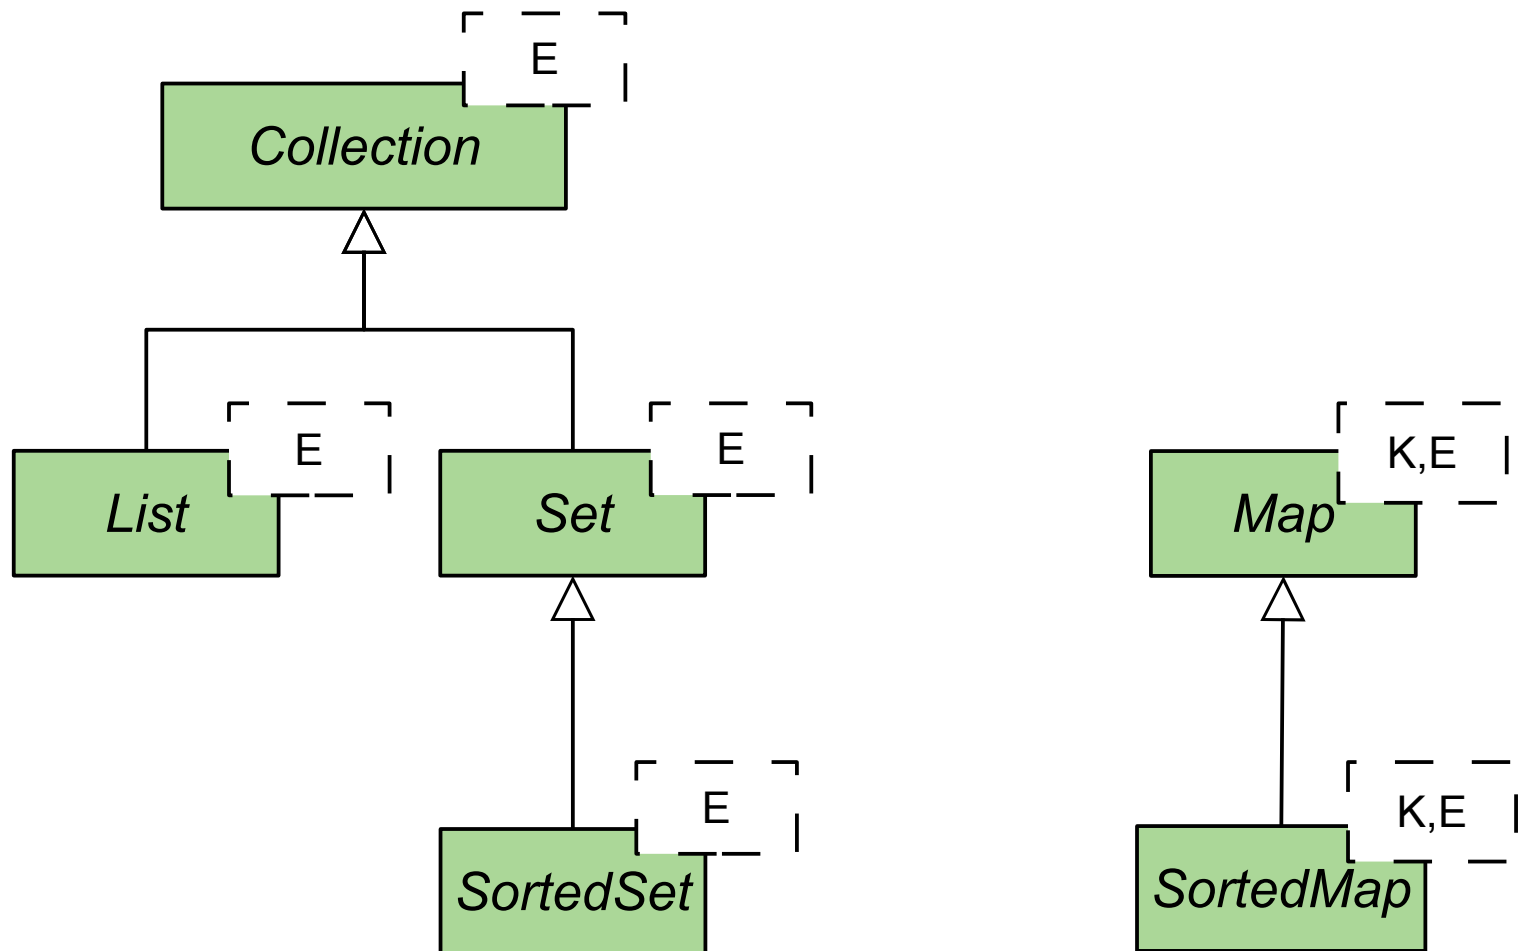 E
Collection
E
List
E
Set
K,E
Map
E
SortedSet
K,E
SortedMap